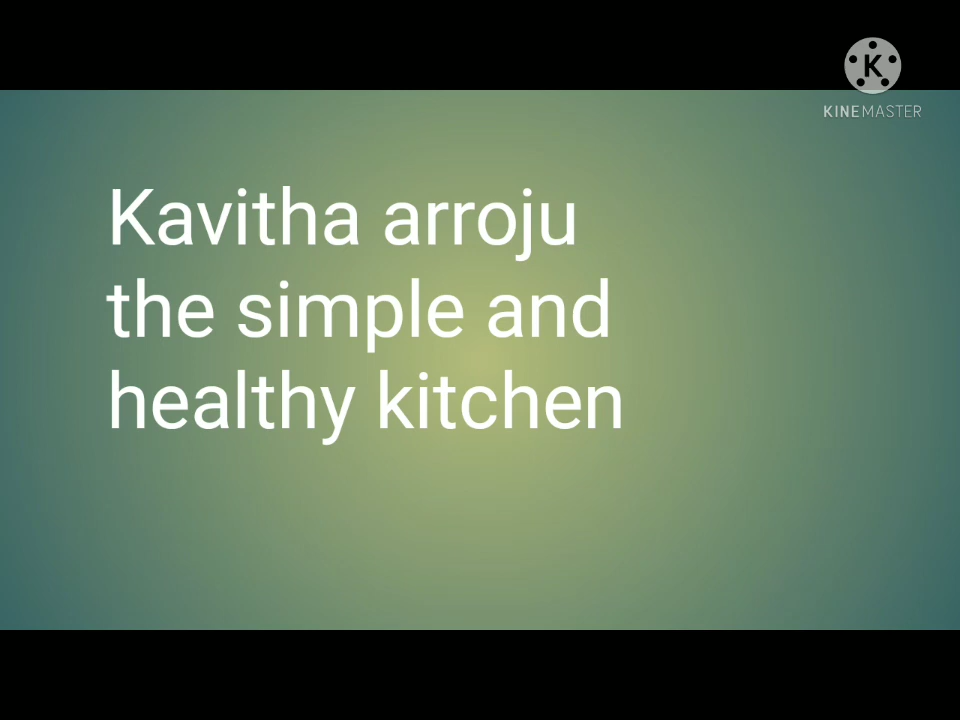 K
KINEMASTER
Kavitha arroju
the simple and
healthy kitchen